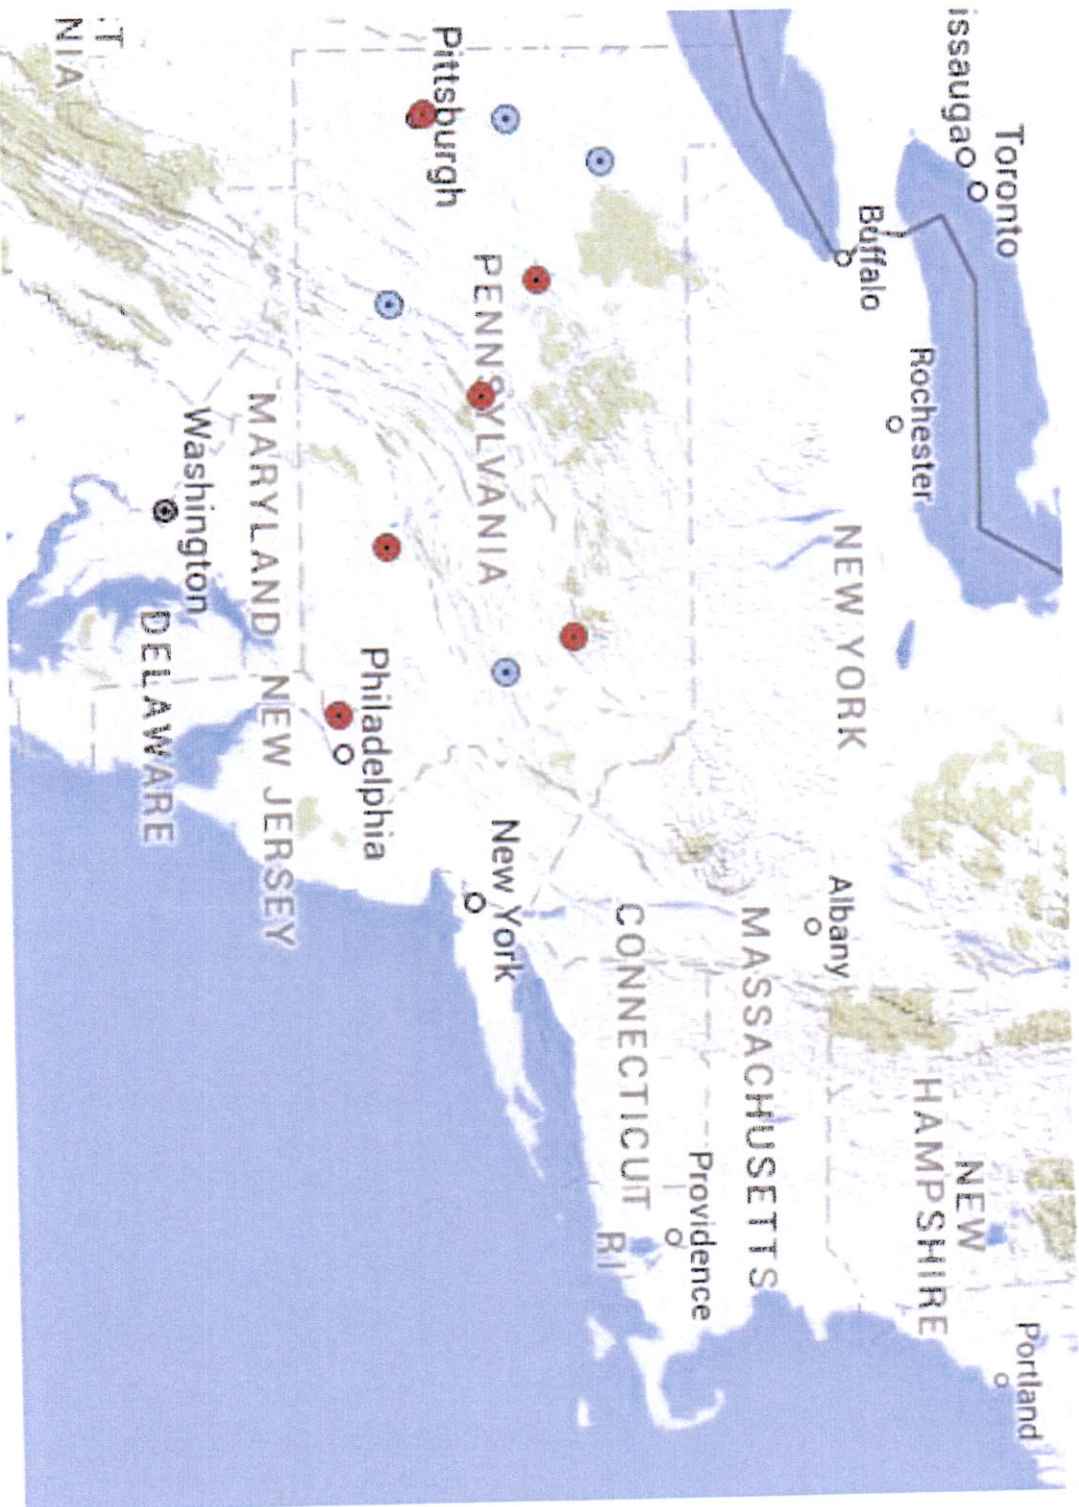 Toronto
issauga
Buffalo
Rochester
NEW YORK
Albany
NEW
HAMPSHIRE
Portland
MASSACHUSETTS
Providence
CONNECTICUT
RI
New York
PENNSYLVANIA
Pittsburgh
Philadelphia
NEW JERSEY
MARYLAND
Washington
DELAWARE
T
NIA